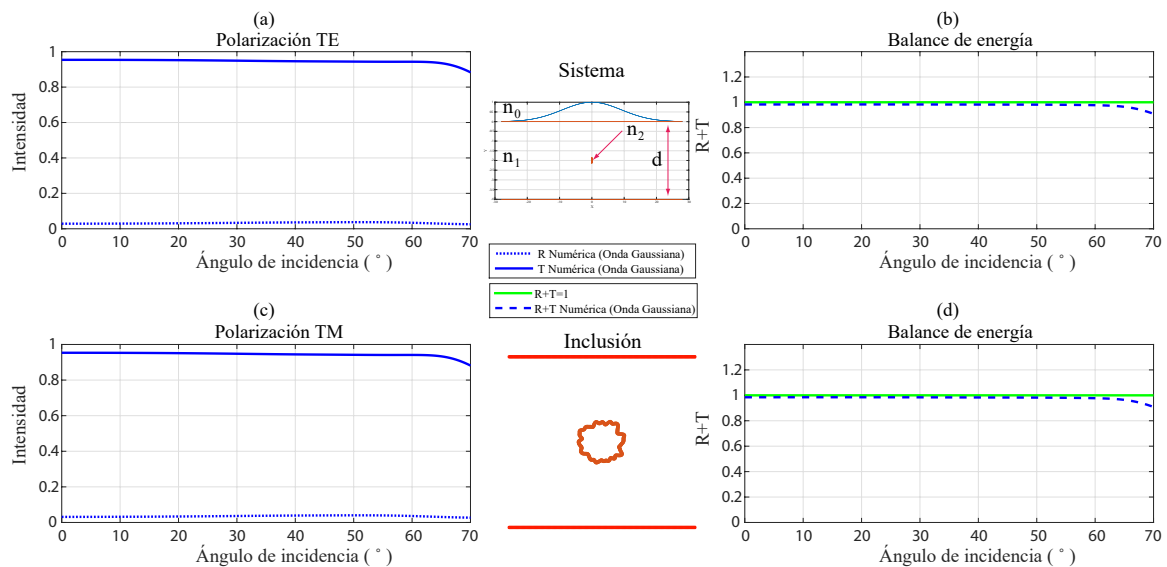 (a)
Polarización TE
Intensidad
1
0.8
0.6
0.4
0.2
0
0 10 20 30 40 50 60 70
Ángulo de incidencia ( ° )
Sistema
n0
n1
n2
d
(b)
Balance de energía
R+T
1.2
1
0.8
0.6
0.4
0.2
0
0 10 20 30 40 50 60 70
Ángulo de incidencia ( ° )
R Numérica (Onda Gaussiana)
T Numérica (Onda Gaussiana)
R+T=1
R+T Numérica (Onda Gaussiana)
(c)
Polarización TM
Intensidad
1
0.8
0.6
0.4
0.2
0
0 10 20 30 40 50 60 70
Ángulo de incidencia ( ° )
Inclusión
(d)
Balance de energía
R+T
1.2
1
0.8
0.6
0.4
0.2
0
0 10 20 30 40 50 60 70
Ángulo de incidencia ( ° )